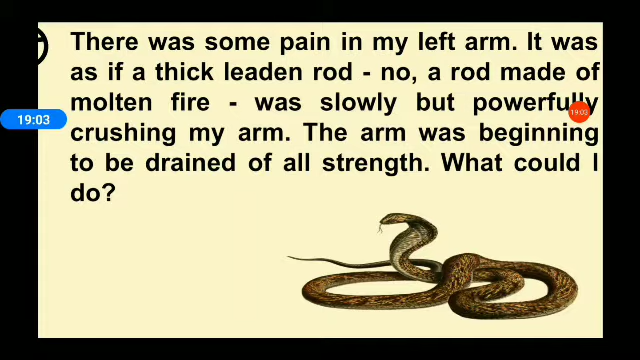 There was some pain in my left arm. It was
as if a thick leaden rod - no, a rod made of
molten fire - was slowly but powerfully
crushing my arm. The arm was beginning
to be drained of all strength. What could I
do?
19:03
19:03